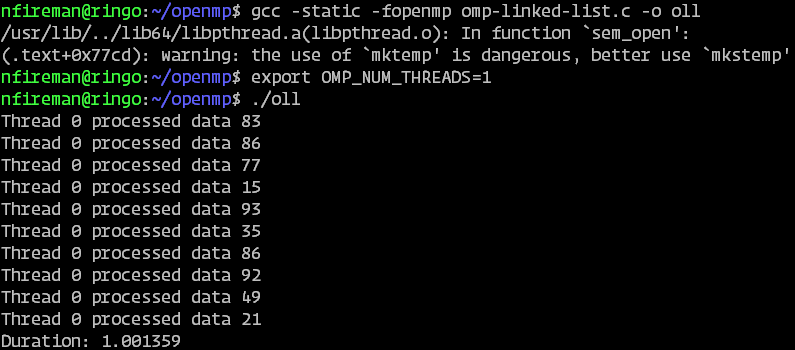 nfireman@ringo:~/openmp$ gcc -static -fopenmp omp-linked-list.c -o oll
/usr/lib/../lib64/libpthread.a(libpthread.o): In function `sem_open':
(.text+0x77cd): warning: the use of `mktemp' is dangerous, better use `mkstemp'
nfireman@ringo:~/openmp$ export OMP_NUM_THREADS=1
nfireman@ringo:~/openmp$ ./oll
Thread 0 processed data 83
Thread 0 processed data 86
Thread 0 processed data 77
Thread 0 processed data 15
Thread 0 processed data 93
Thread 0 processed data 35
Thread 0 processed data 86
Thread 0 processed data 92
Thread 0 processed data 49
Thread 0 processed data 21
Duration: 1.001359